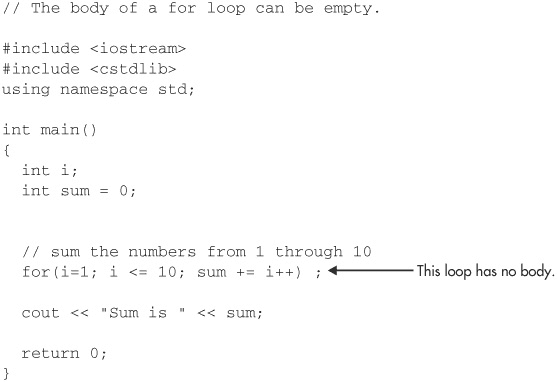 // The body of a for loop can be empty.
#include <iostream>
#include <cstdlib>
using namespace std;
int main()
{
int i;
int sum = 0;
// sum the numbers from 1 through 10
for(i=1; i <= 10; sum += i++) ; This loop has no body.
cout << "Sum is " << sum;
return 0;
}